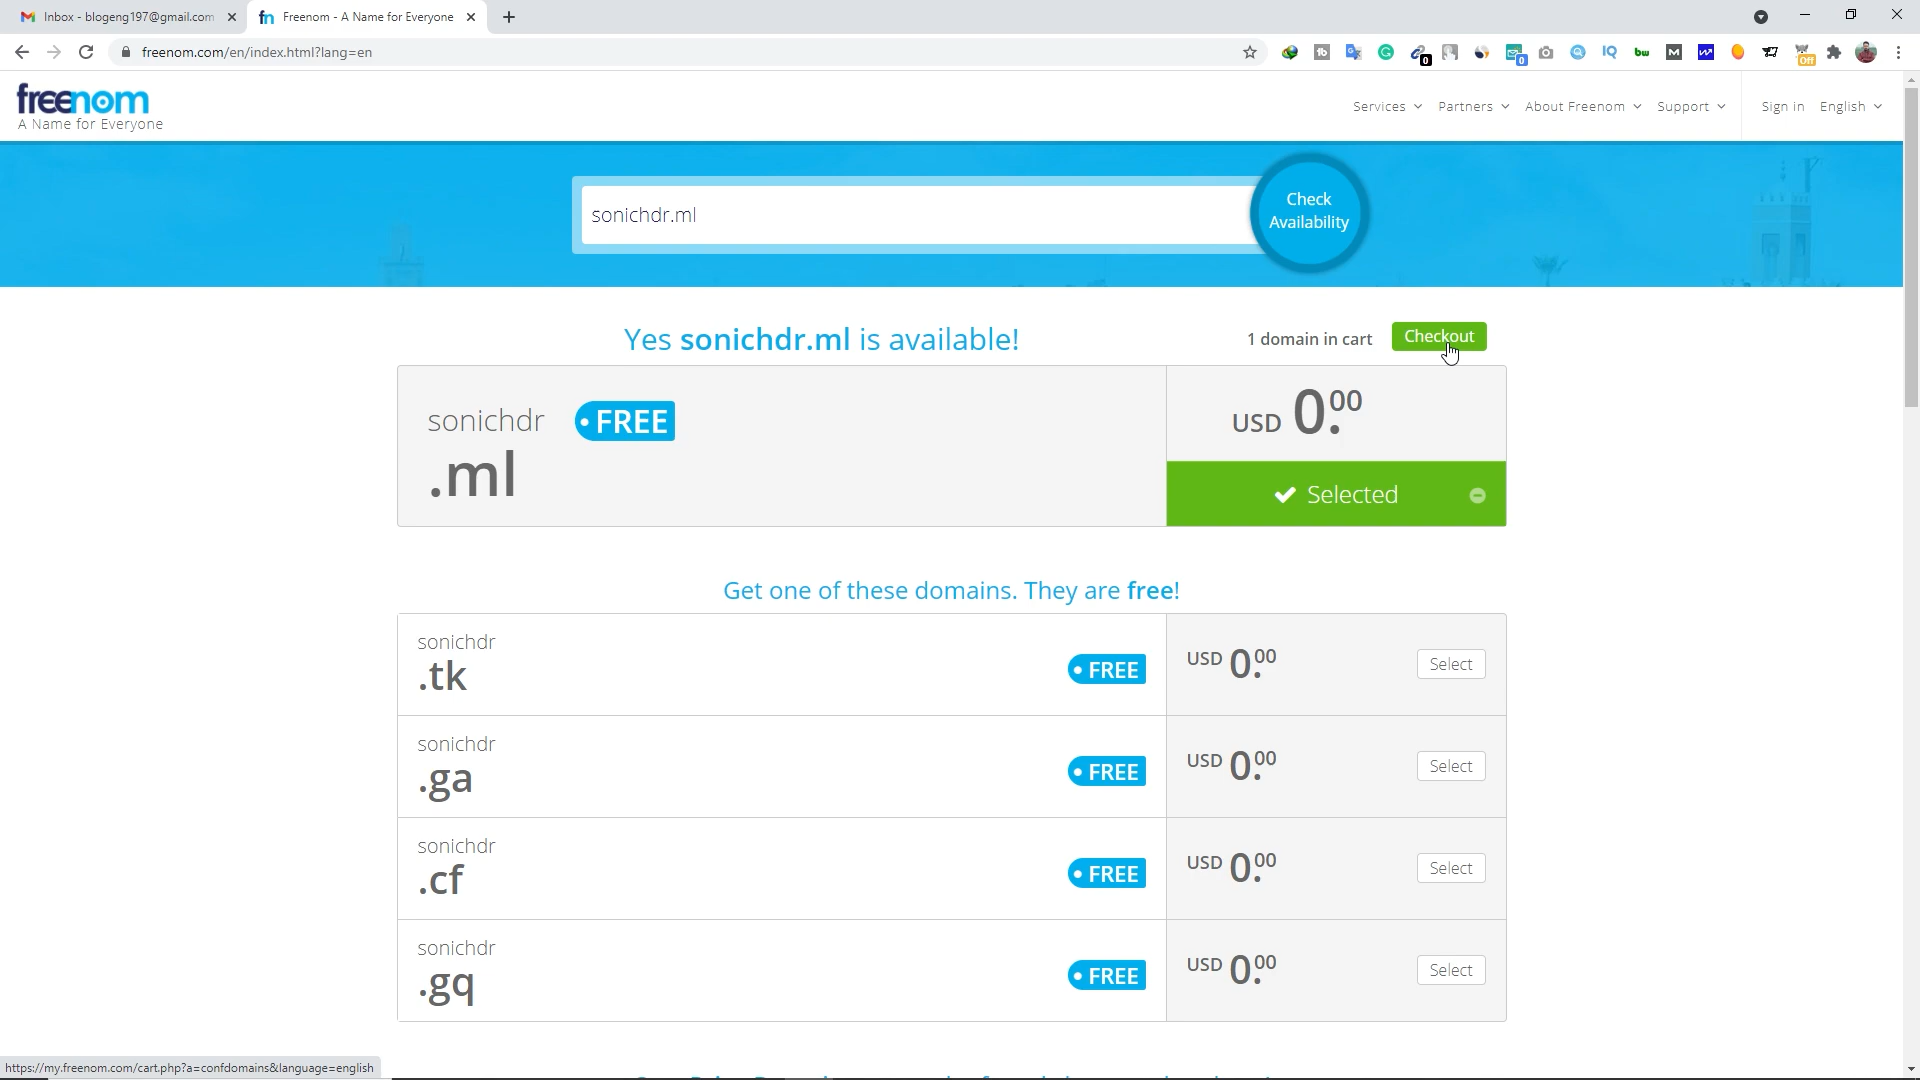 Inbox - blogeng197@gmail.com
Freenom - A Name for Everyone
freenom.com/en/index.html?lang=en
0
0
Off
freenom
A Name for Everyone
Services Partners About Freenom Support Sign in English
sonichdr.ml
Check
Availability
Yes sonichdr.ml is available!
1 domain in cart
Checkout
sonichdr
.ml
FREE
USD 0.00
Selected
Get one of these domains. They are free!
sonichdr
.tk
FREE
USD 0.00
Select
sonichdr
.ga
FREE
USD 0.00
Select
sonichdr
.cf
FREE
USD 0.00
Select
sonichdr
.gq
FREE
USD 0.00
Select
https://my.freenom.com/cart.php?a=confdomains&language=english